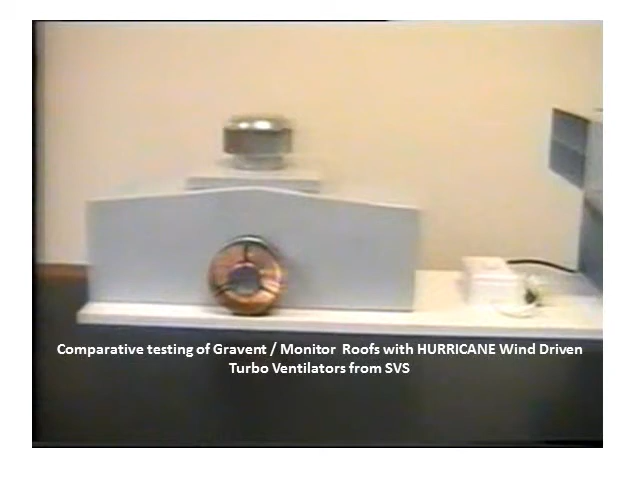 Comparative testing of Gravent / Monitor Roofs with HURRICANE Wind Driven
Turbo Ventilators from SVS